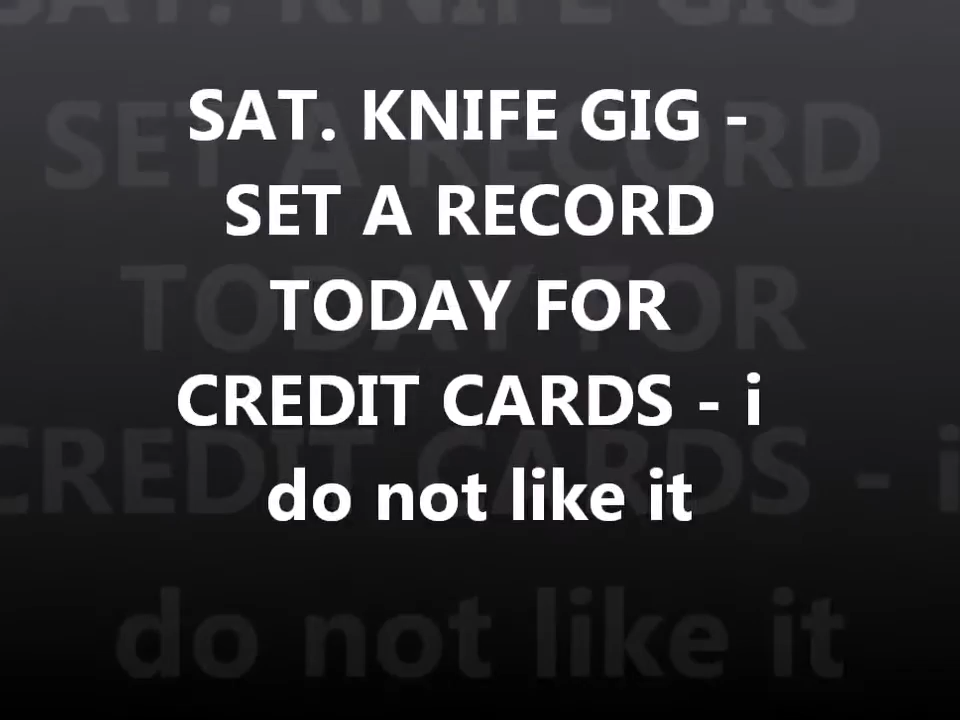 SAT. KNIFE GIG -
SET A RECORD
TODAY FOR
CREDIT CARDS - i
do not like it